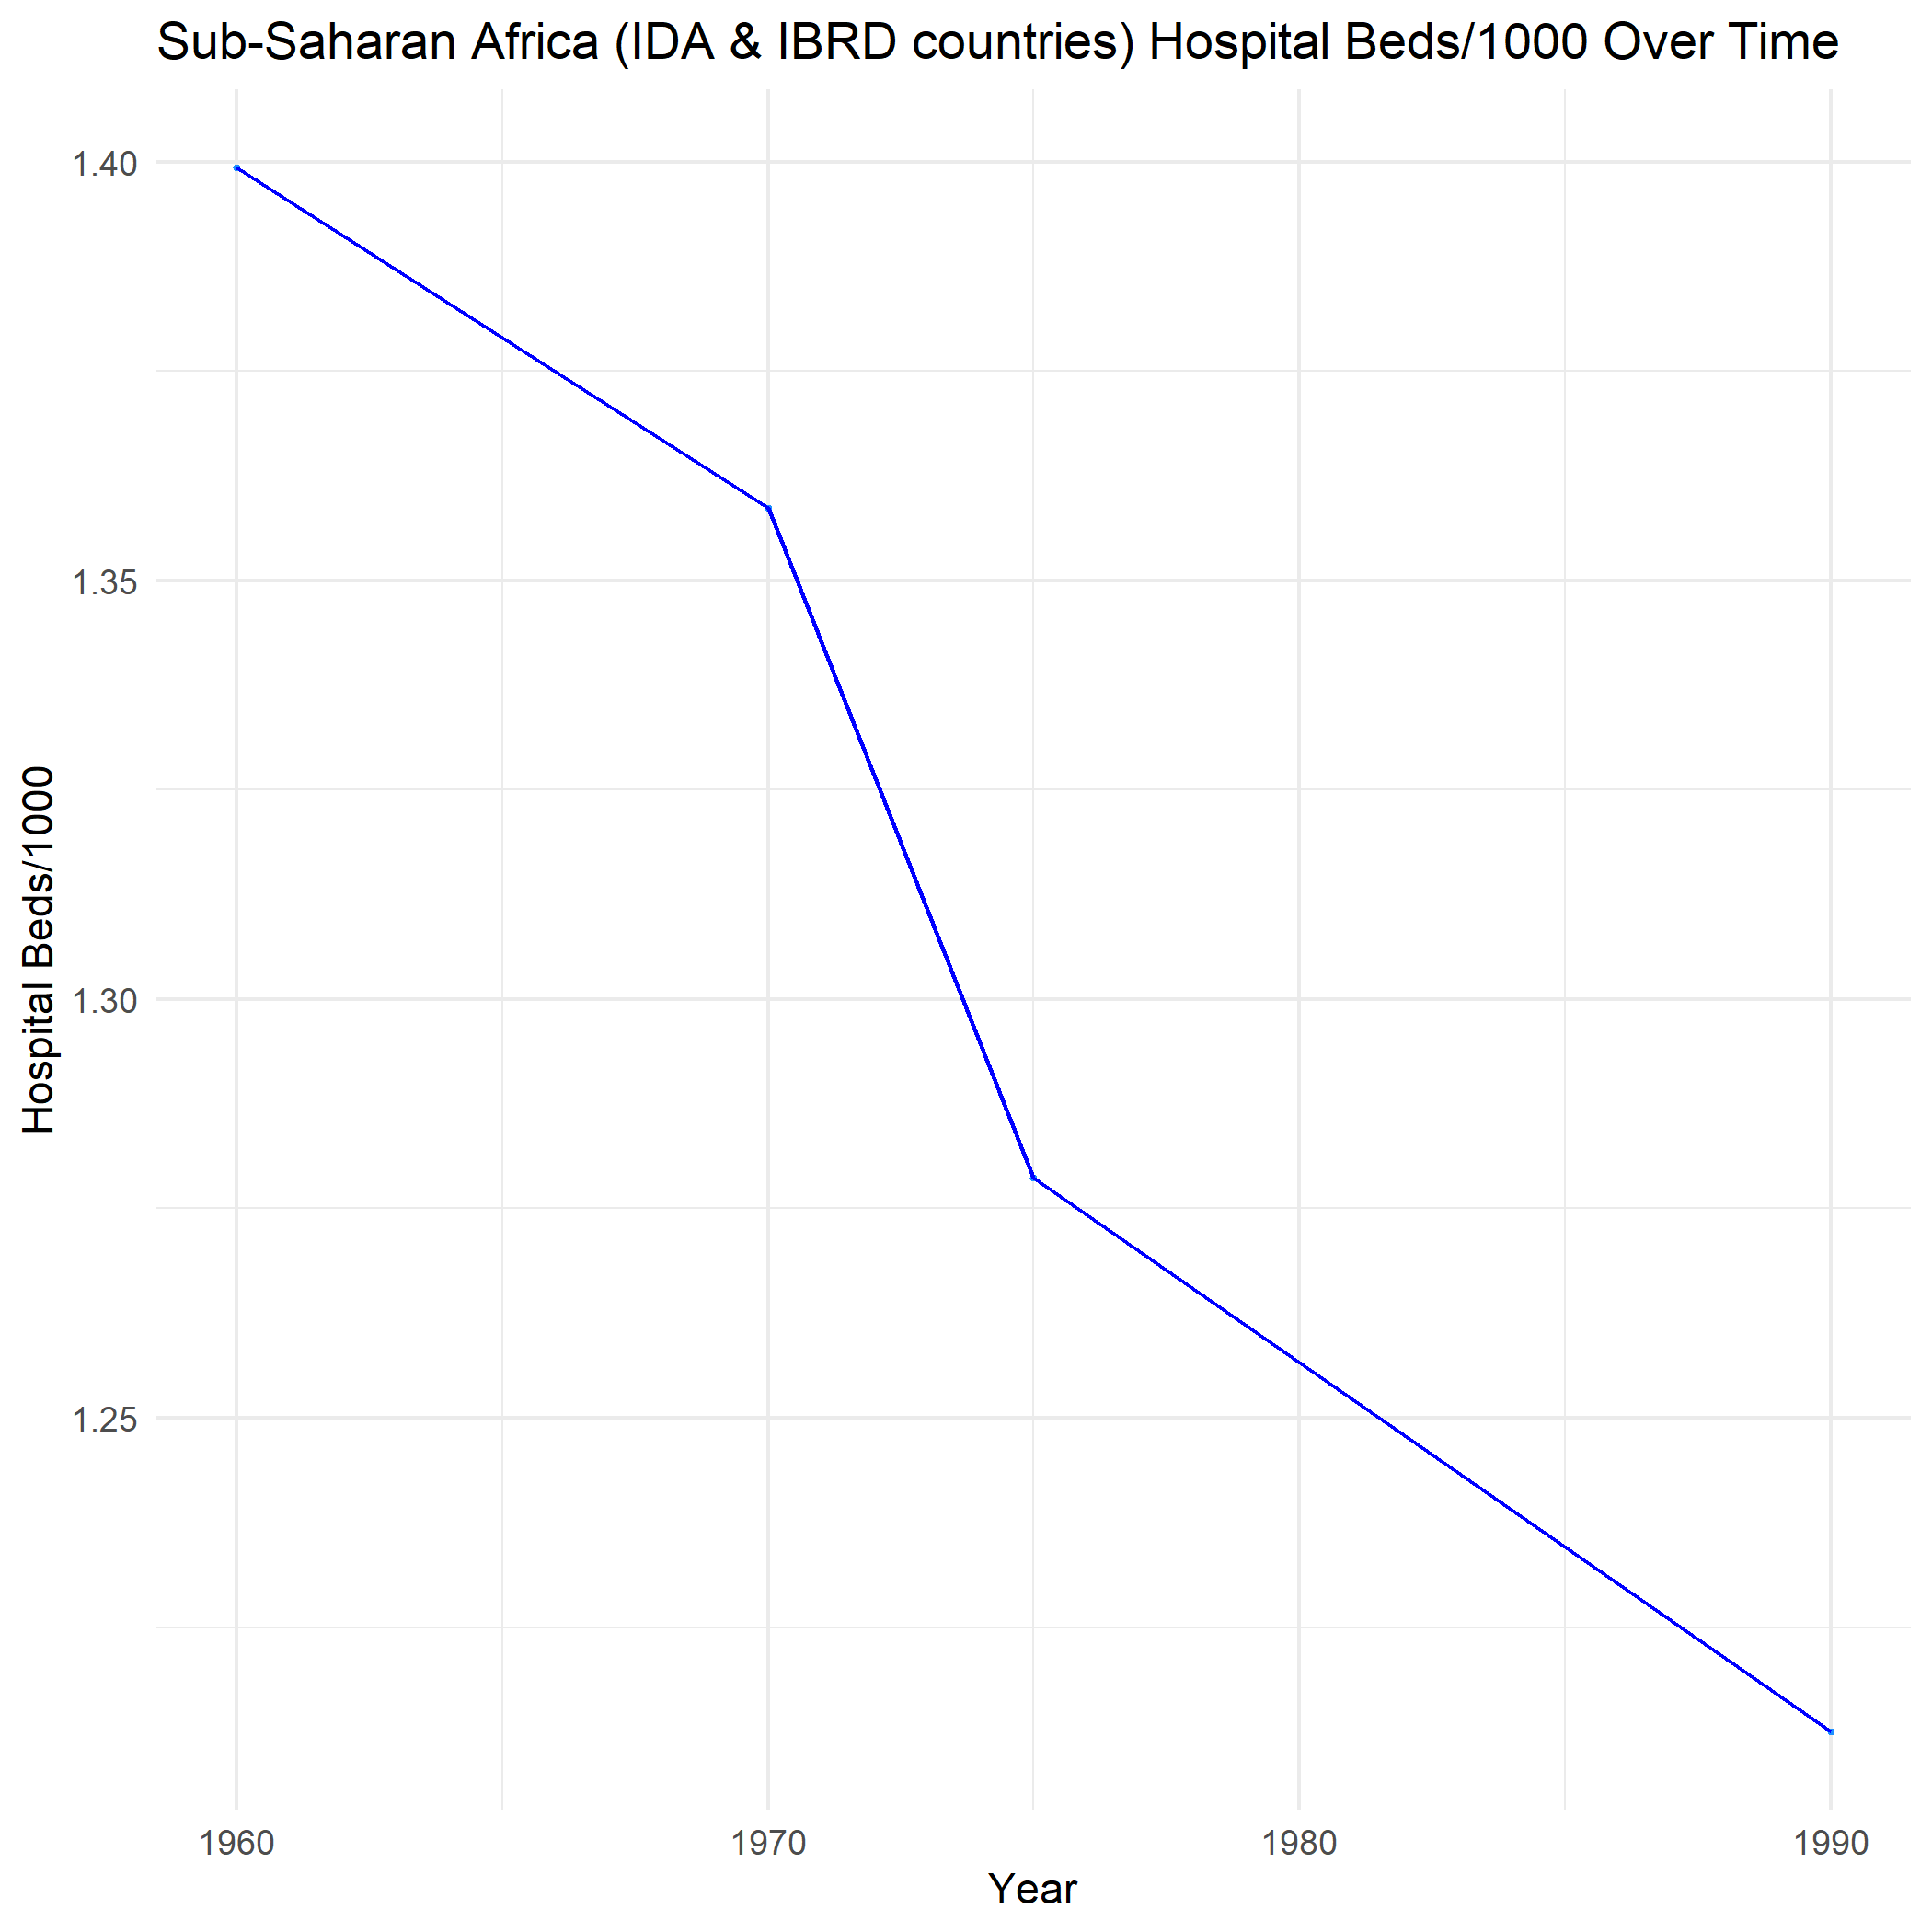 Sub-Saharan Africa (IDA & IBRD countries) Hospital Beds/1000 Over Time
Hospital Beds/1000
1.40
1.35
1.30
1.25
1960 1970 1980 1990
Year